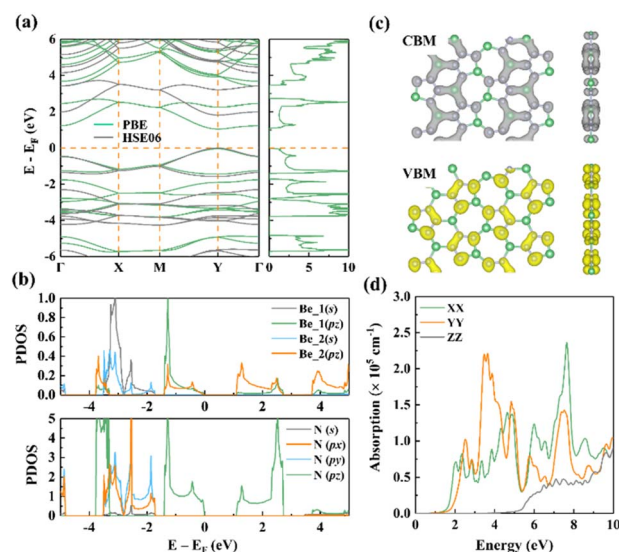 (a)
6
4
2
0
-2
-4
-6
E - E_F (eV)
PBE
HSE06
Γ X M Y Γ
0 5 10
(b)
PDOS
1.0
0.8
0.6
0.4
0.2
0.0
Be_1(s)
Be_1(pz)
Be_2(s)
Be_2(pz)
-4 -2 0 2 4
PDOS
5
4
3
2
1
0
N (s)
N (px)
N (py)
N (pz)
-4 -2 0 2 4
E – E_F (eV)
(c)
CBM
VBM
(d)
Absorption (× 10⁵ cm⁻¹)
3.0
2.5
2.0
1.5
1.0
0.5
0.0
XX
YY
ZZ
0 2 4 6 8 10
Energy (eV)